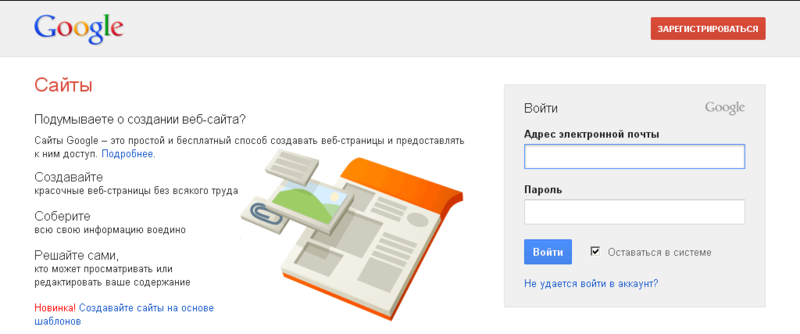 Google
ЗАРЕГИСТРИРОВАТЬСЯ
Сайты
Подумываете о создании веб-сайта?
Сайты Google – это простой и бесплатный способ создавать веб-страницы и предоставлять
к ним доступ. Подробнее.
Создавайте
красочные веб-страницы без всякого труда
Соберите
всю свою информацию воедино
Решайте сами,
кто может просматривать или
редактировать ваше содержание
Новинка! Создавайте сайты на основе
шаблонов
Войти
Google
Адрес электронной почты
Пароль
Войти
Оставаться в системе
Не удается войти в аккаунт?